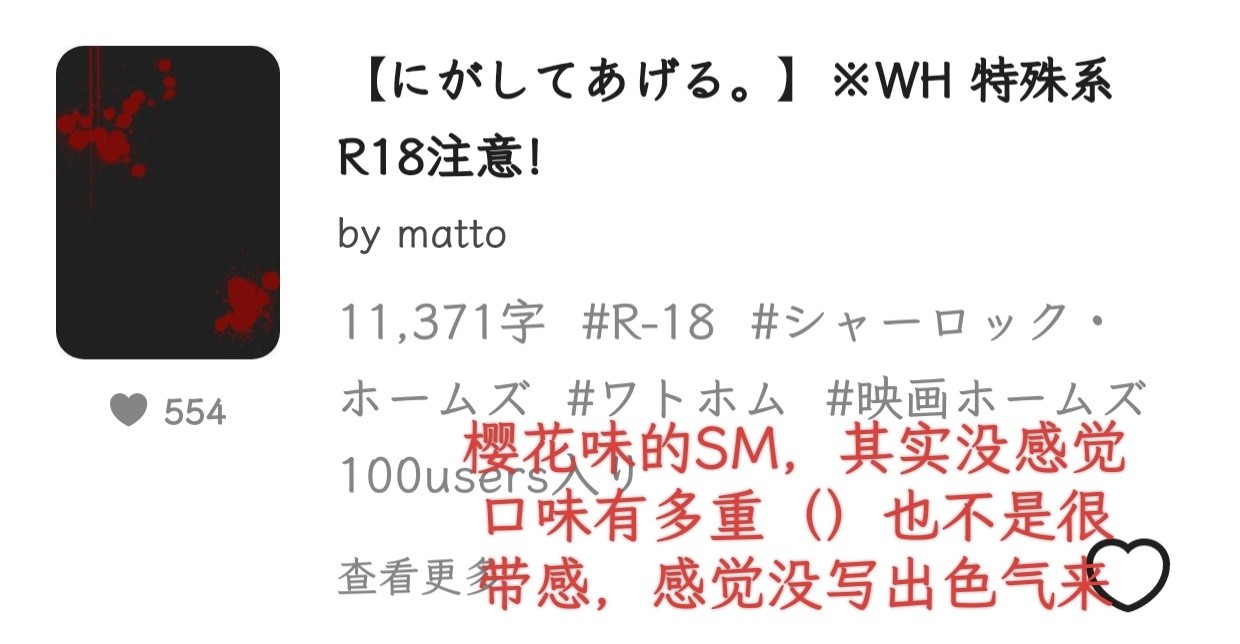 【にがしてあげる。】※WH 特殊系
R18注意!
by matto
11,371字 #R-18 #シャーロック・
ホームズ #ワトホム #映画ホームズ
100users入り
554
樱花味的SM，其实没感觉
口味有多重（）也不是很
带感，感觉没写出色气来
查看更多